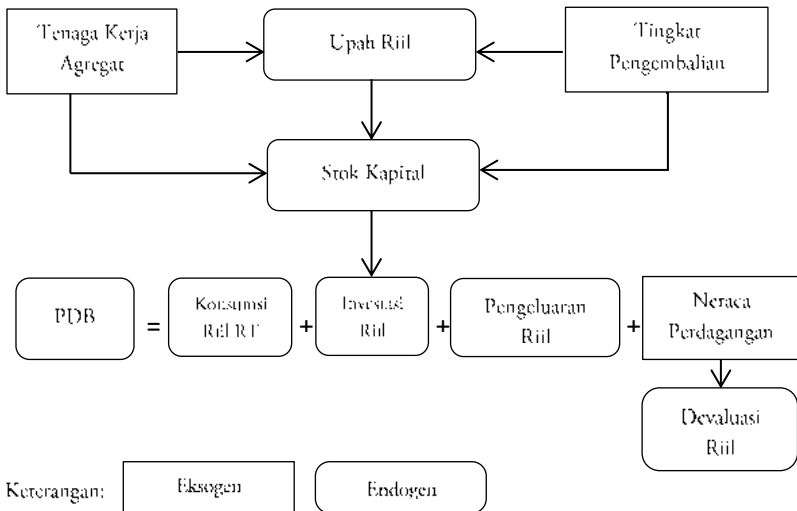 Tenaga Kerja
Agregat
Upah Riil
Tingkat
Pengembalian
Stok Kapital
PDB
=
Konsumsi
Riil RT
+
Investasi
Riil
+
Pengeluaran
Riil
+
Neraca
Perdagangan
Devaluasi
Riil
Keterangan:
Eksogen
Endogen